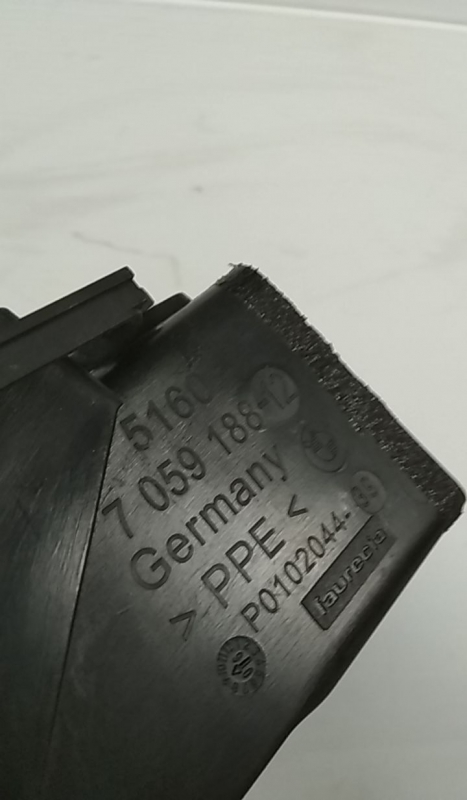 5160
7 059 188-12
Germany
> PPE <
P0102044-
faurecia